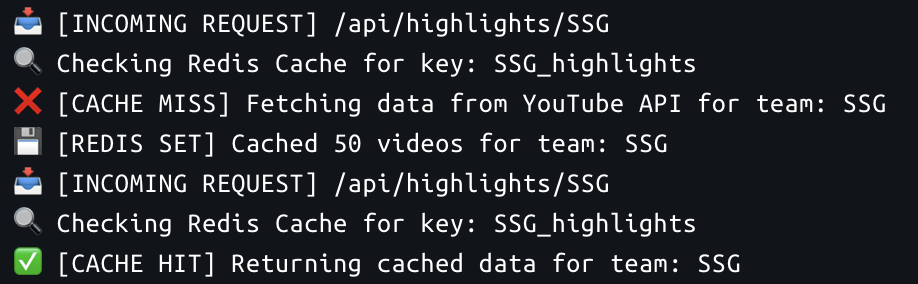 📥 [INCOMING REQUEST] /api/highlights/SSG
🔍 Checking Redis Cache for key: SSG_highlights
❌ [CACHE MISS] Fetching data from YouTube API for team: SSG
💾 [REDIS SET] Cached 50 videos for team: SSG
📥 [INCOMING REQUEST] /api/highlights/SSG
🔍 Checking Redis Cache for key: SSG_highlights
✅ [CACHE HIT] Returning cached data for team: SSG